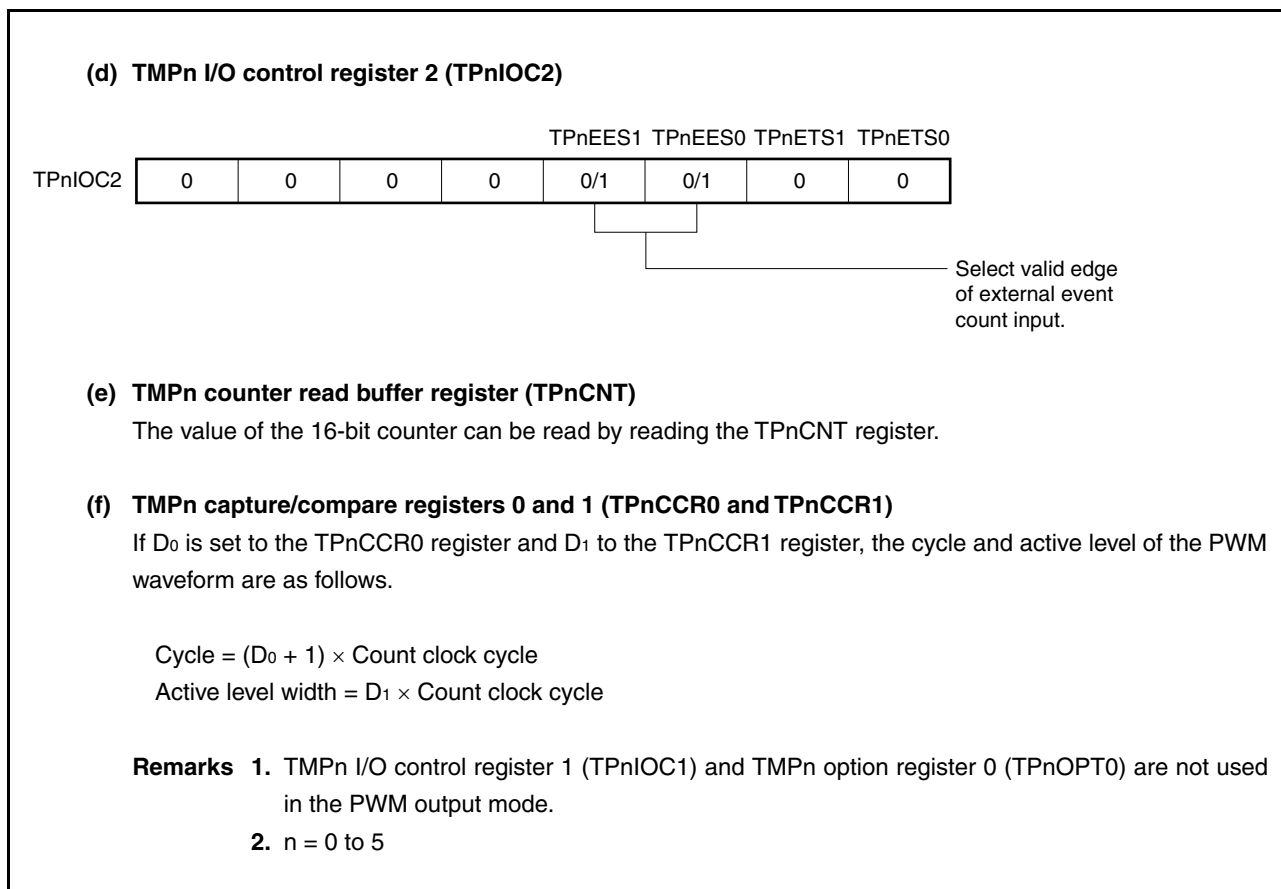 (d) TMPn I/O control register 2 (TPnIOC2)
TPnEES1 TPnEES0 TPnETS1 TPnETS0
TPnIOC2 0 0 0 0 0/1 0/1 0 0
Select valid edge
of external event
count input.
(e) TMPn counter read buffer register (TPnCNT)
The value of the 16-bit counter can be read by reading the TPnCNT register.
(f) TMPn capture/compare registers 0 and 1 (TPnCCR0 and TPnCCR1)
If D0 is set to the TPnCCR0 register and D1 to the TPnCCR1 register, the cycle and active level of the PWM
waveform are as follows.
Cycle = (D0 + 1) × Count clock cycle
Active level width = D1 × Count clock cycle
Remarks 1. TMPn I/O control register 1 (TPnIOC1) and TMPn option register 0 (TPnOPT0) are not used
in the PWM output mode.
2. n = 0 to 5